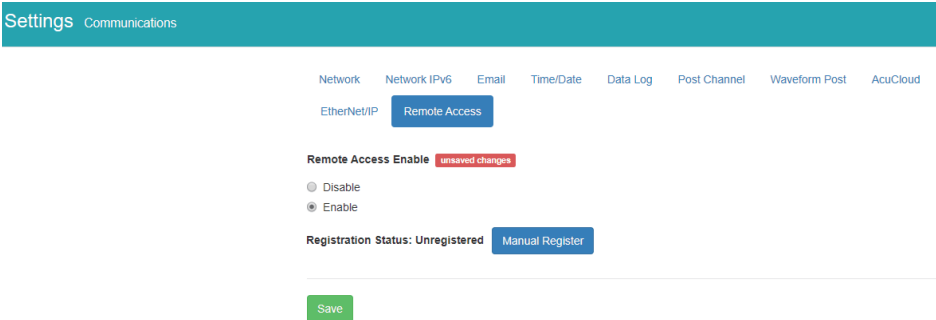 Settings Communications
Network Network IPv6 Email Time/Date Data Log Post Channel Waveform Post AcuCloud
EtherNet/IP Remote Access
Remote Access Enable unsaved changes
Disable
Enable
Registration Status: Unregistered Manual Register
Save